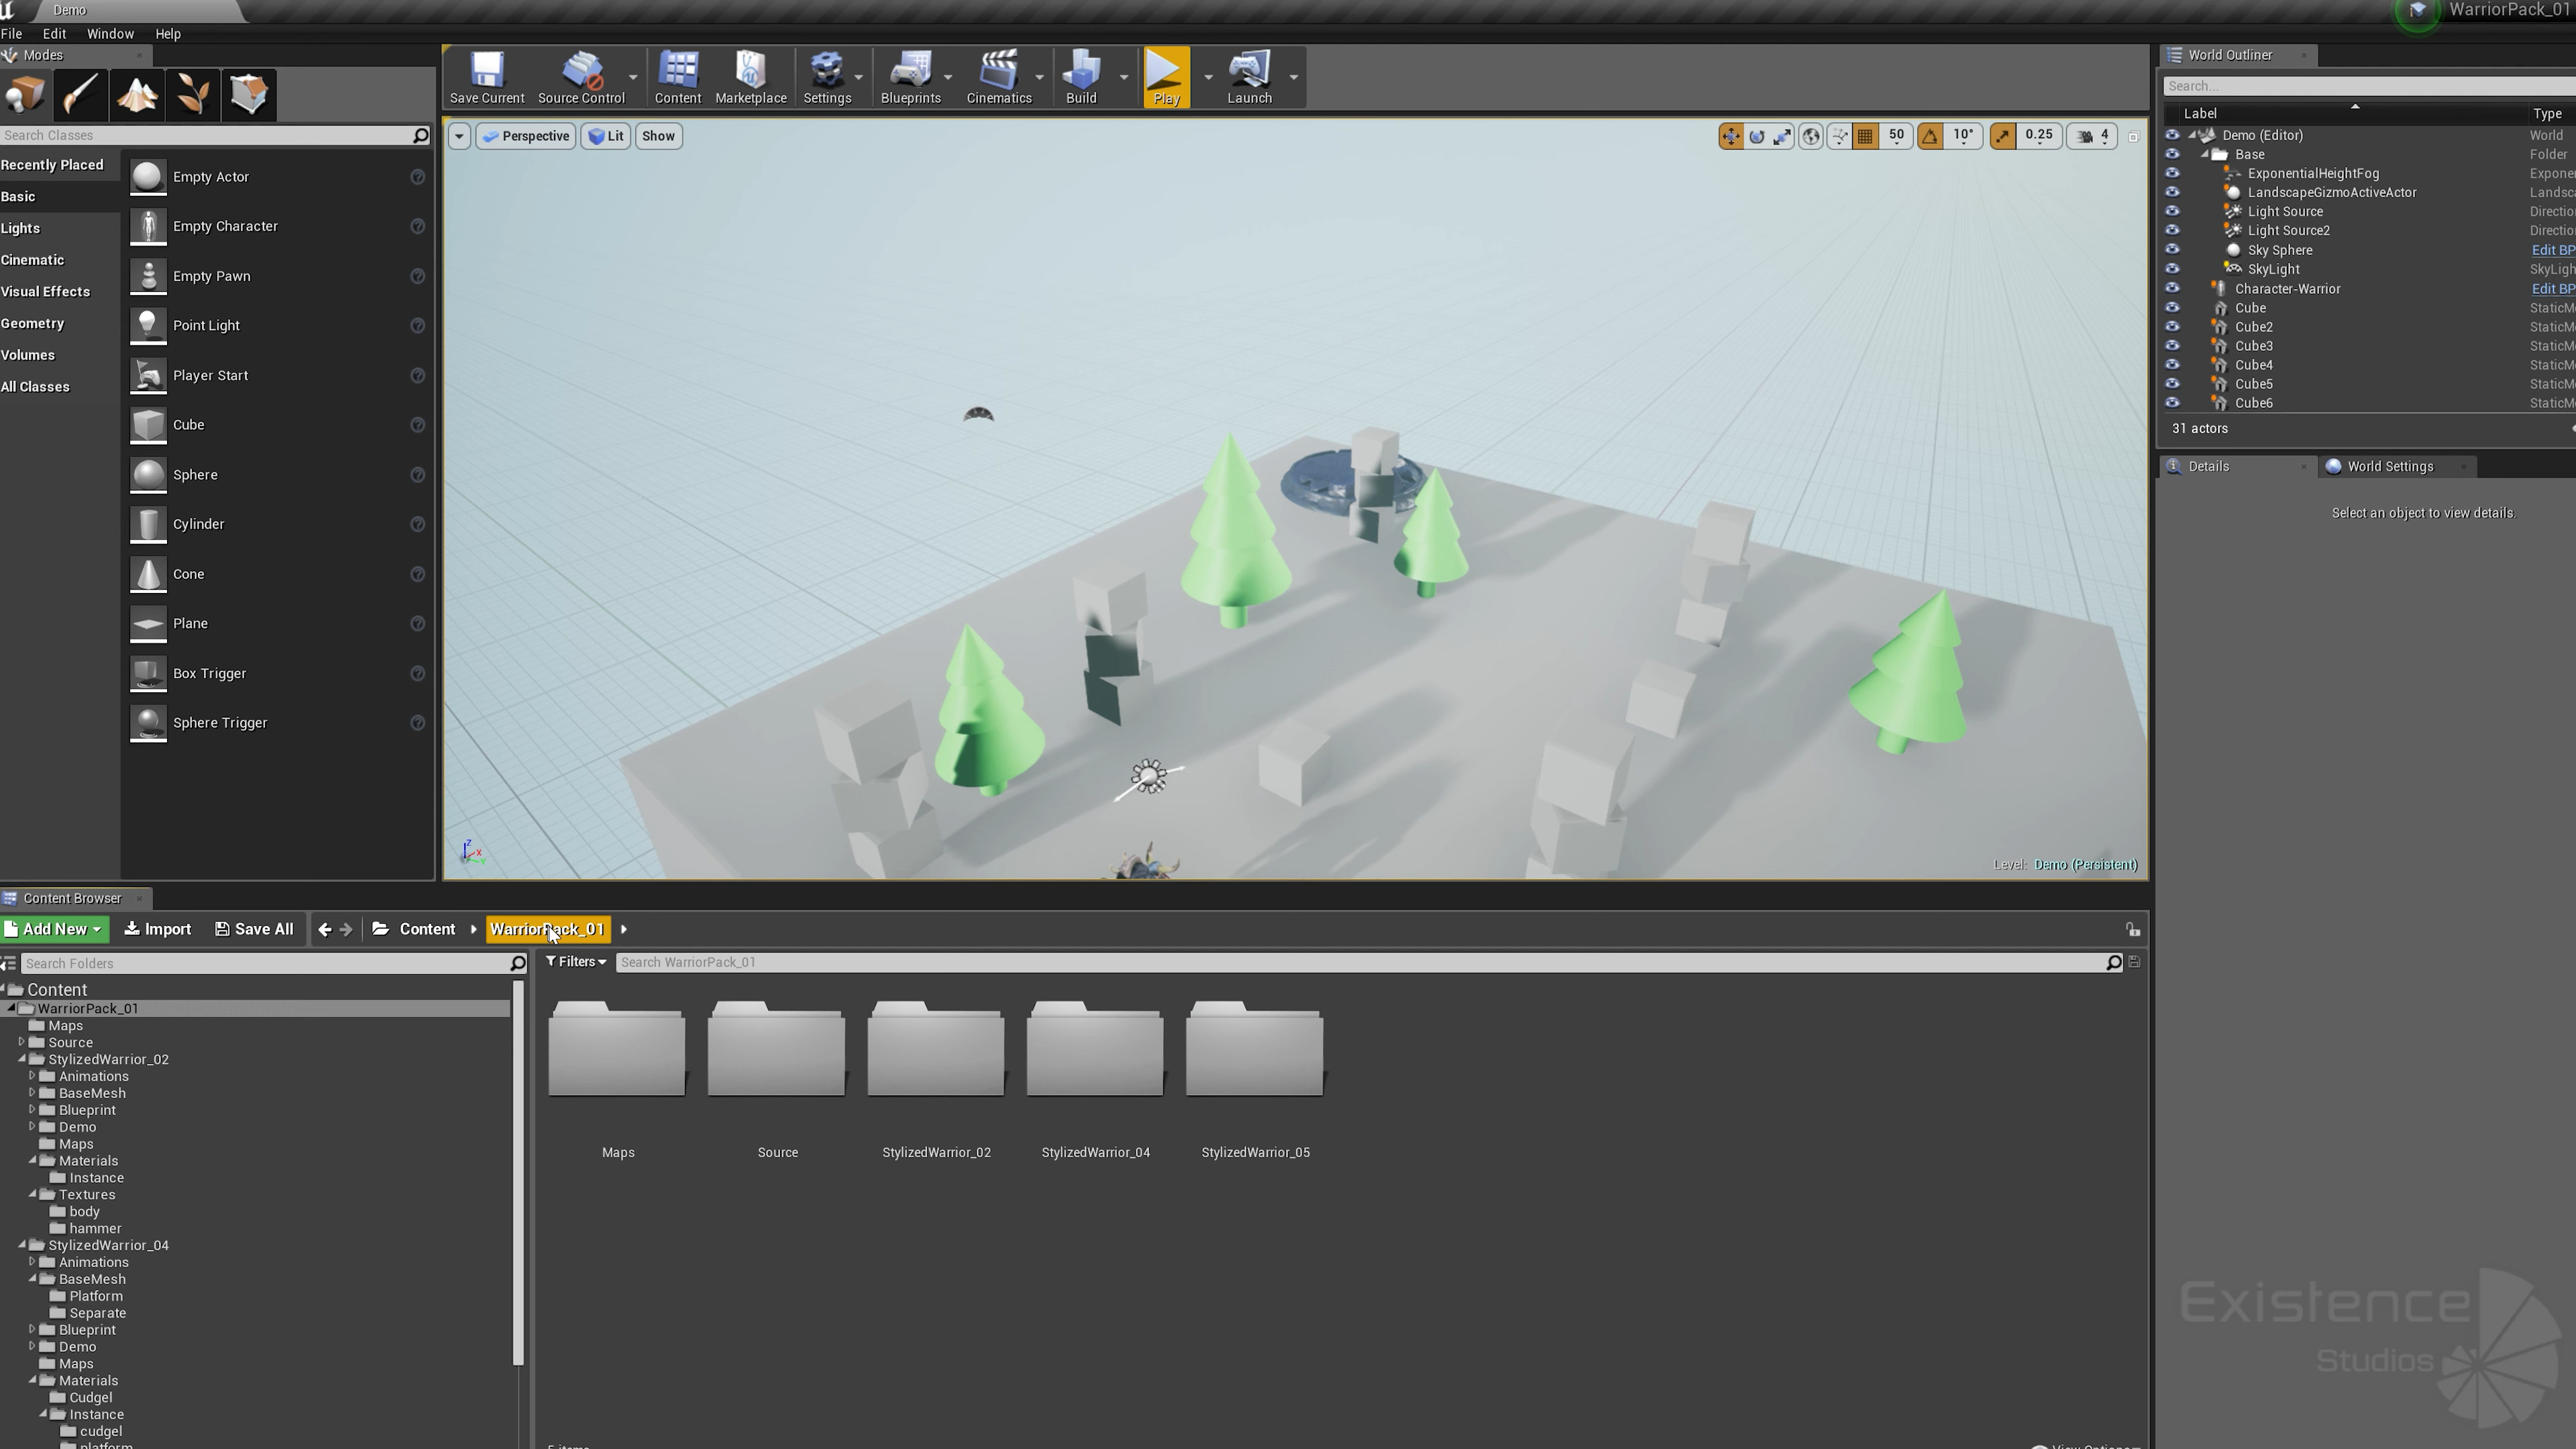 Demo
WarriorPack_01
File Edit Window Help
Modes
Search Classes
Recently Placed
Basic
Lights
Cinematic
Visual Effects
Geometry
Volumes
All Classes
Empty Actor
Empty Character
Empty Pawn
Point Light
Player Start
Cube
Sphere
Cylinder
Cone
Plane
Box Trigger
Sphere Trigger
Save Current Source Control Content Marketplace Settings Blueprints Cinematics Build Play Launch
Perspective Lit Show
50 10° 0.25 4
Z X Y
Level: Demo (Persistent)
World Outliner
Search...
Label Type
Demo (Editor) World
Base Folder
ExponentialHeightFog Expone
LandscapeGizmoActiveActor Landsc
Light Source Directio
Light Source2 Directio
Sky Sphere Edit BP
SkyLight SkyLigh
Character-Warrior Edit BP
Cube StaticM
Cube2 StaticM
Cube3 StaticM
Cube4 StaticM
Cube5 StaticM
Cube6 StaticM
31 actors
Details World Settings
Select an object to view details.
Content Browser
Add New Import Save All Content WarriorPack_01
Search Folders
Filters Search WarriorPack_01
Content
WarriorPack_01
Maps
Source
StylizedWarrior_02
Animations
BaseMesh
Blueprint
Demo
Maps
Materials
Instance
Textures
body
hammer
StylizedWarrior_04
Animations
BaseMesh
Platform
Separate
Blueprint
Demo
Maps
Materials
Cudgel
Instance
cudgel
platform
Maps Source StylizedWarrior_02 StylizedWarrior_04 StylizedWarrior_05
5 items View Options
Existence
Studios